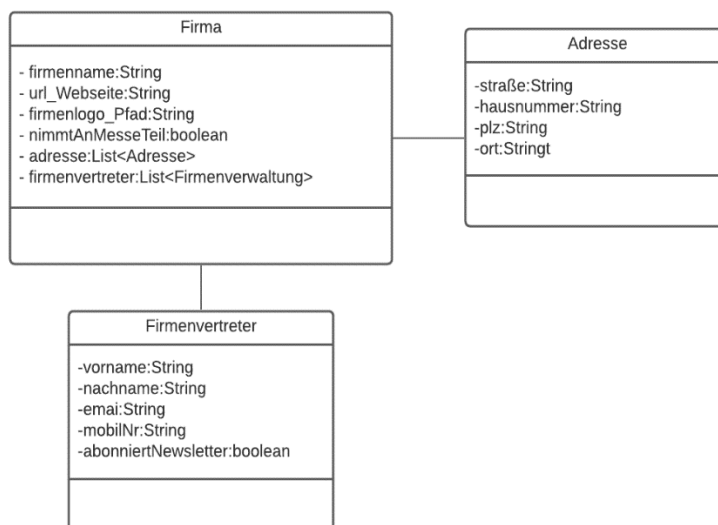 Firma
- firmenname:String
- url_Webseite:String
- firmenlogo_Pfad:String
- nimmtAnMesseTeil:boolean
- adresse:List<Adresse>
- firmenvertreter:List<Firmenverwaltung>
Adresse
-straße:String
-hausnummer:String
-plz:String
-ort:Stringt
Firmenvertreter
-vorname:String
-nachname:String
-emai:String
-mobilNr:String
-abonniertNewsletter:boolean